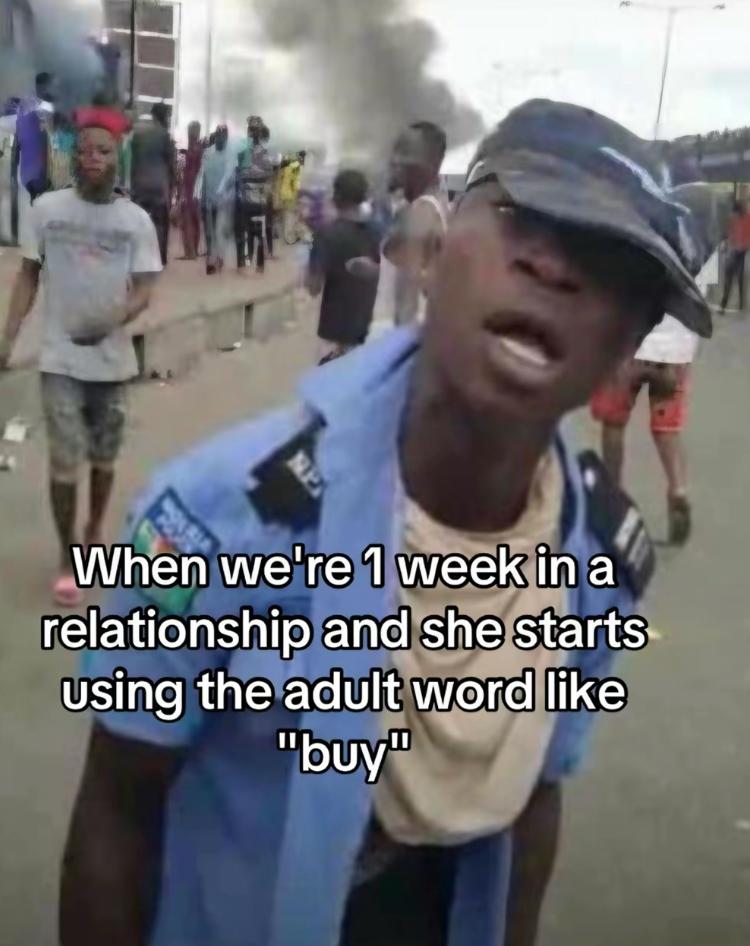 When we're 1 week in a
relationship and she starts
using the adult word like
"buy"